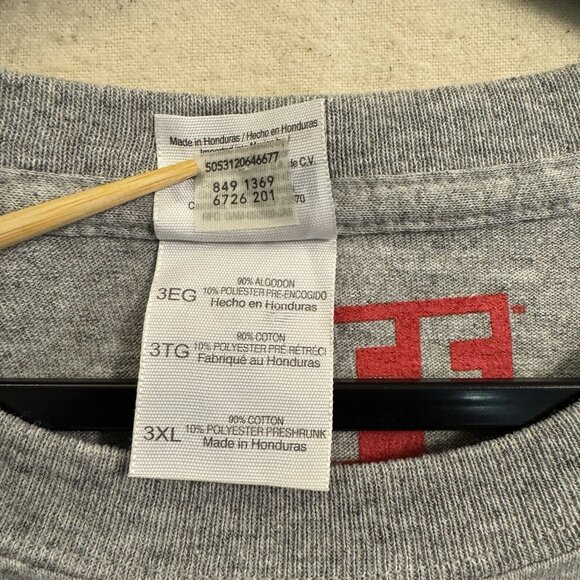 Made in Honduras / Hecho en Honduras
de C.V.
5053120646677
849 1369
6726 201
70
90% ALGODON
3EG 10% POLIESTER PRE-ENCOGIDO
Hecho en Honduras
90% COTON
3TG 10% POLYESTER PRÉ RÉTRÉCI
Fabriqué au Honduras
90% COTTON
3XL 10% POLYESTER PRESHRUNK
Made in Honduras